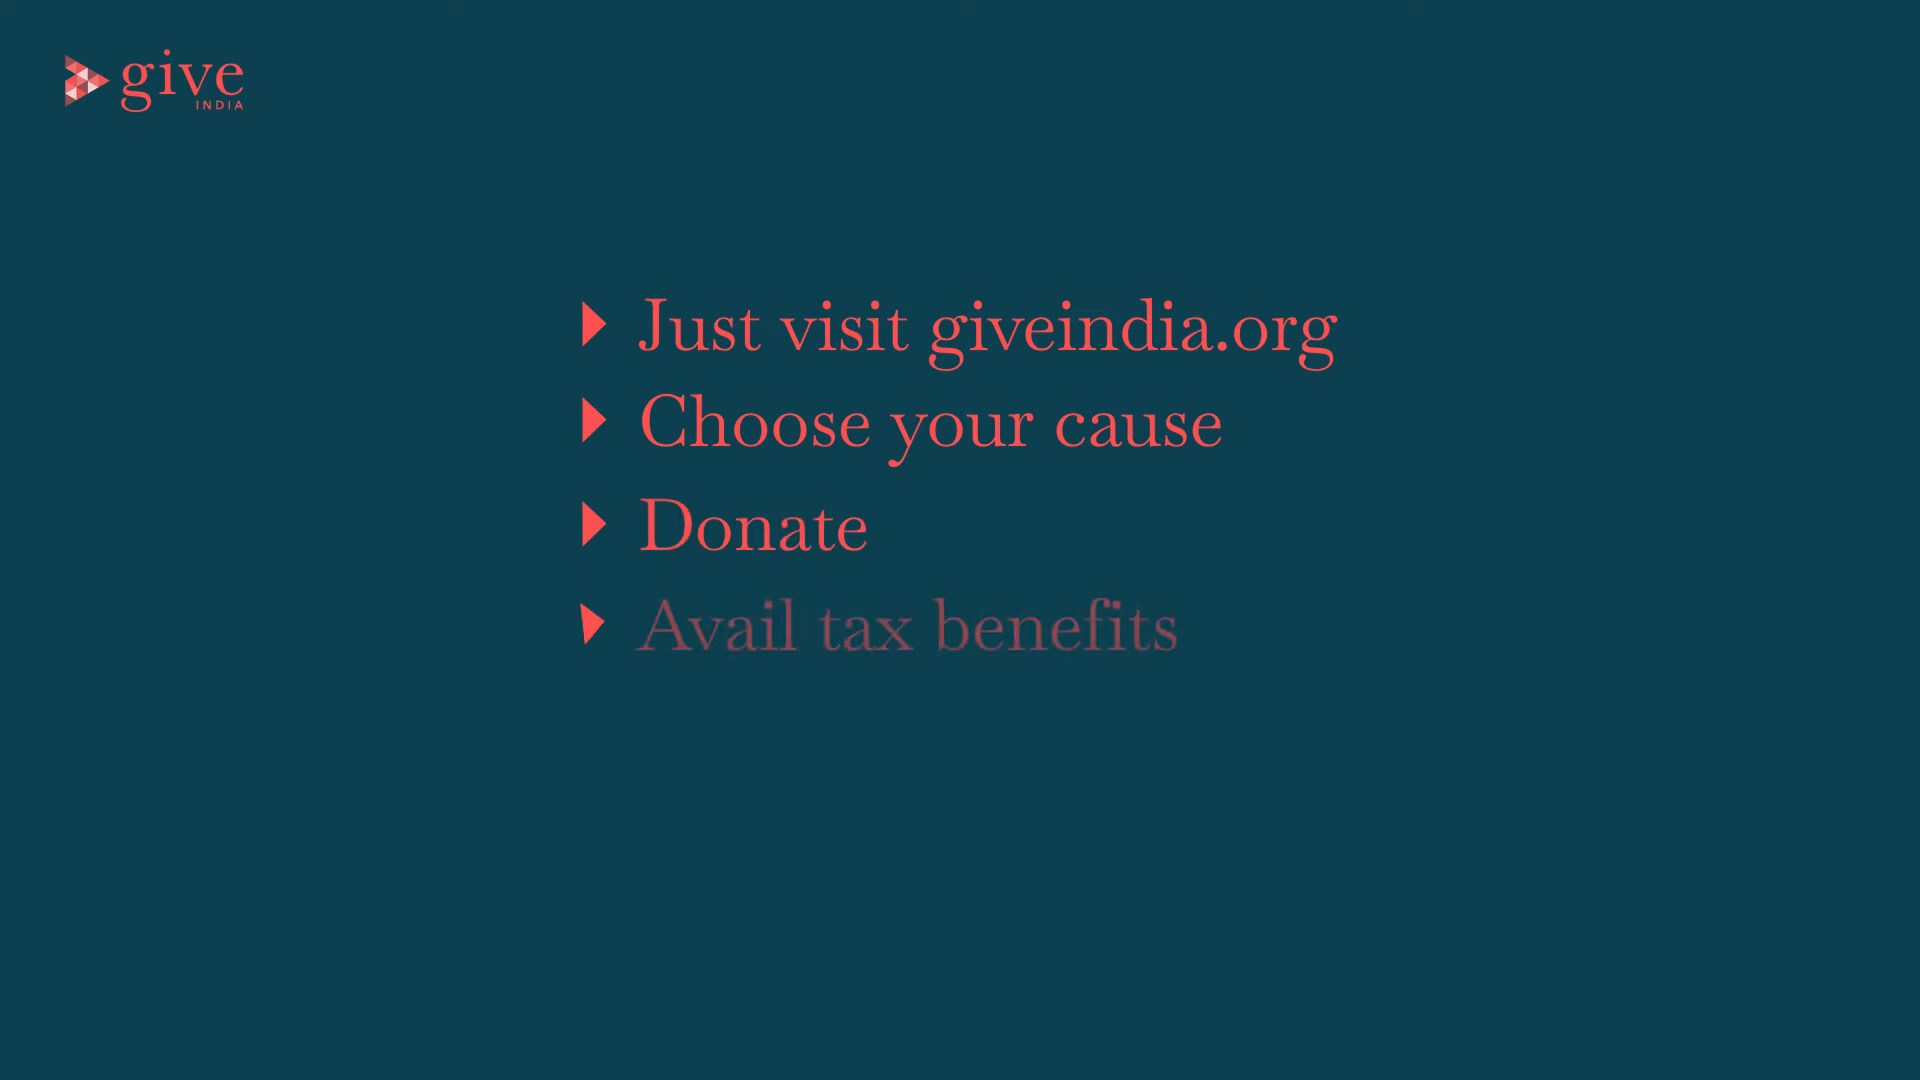 give
INDIA
Just visit giveindia.org
Choose your cause
Donate
Avail tax benefits